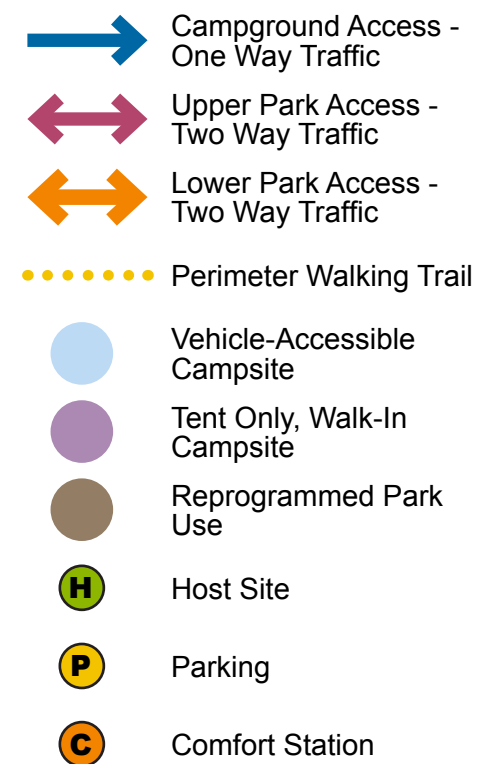 Campground Access -
One Way Traffic
Upper Park Access -
Two Way Traffic
Lower Park Access -
Two Way Traffic
Perimeter Walking Trail
Vehicle-Accessible
Campsite
Tent Only, Walk-In
Campsite
Reprogrammed Park
Use
H Host Site
P Parking
C Comfort Station